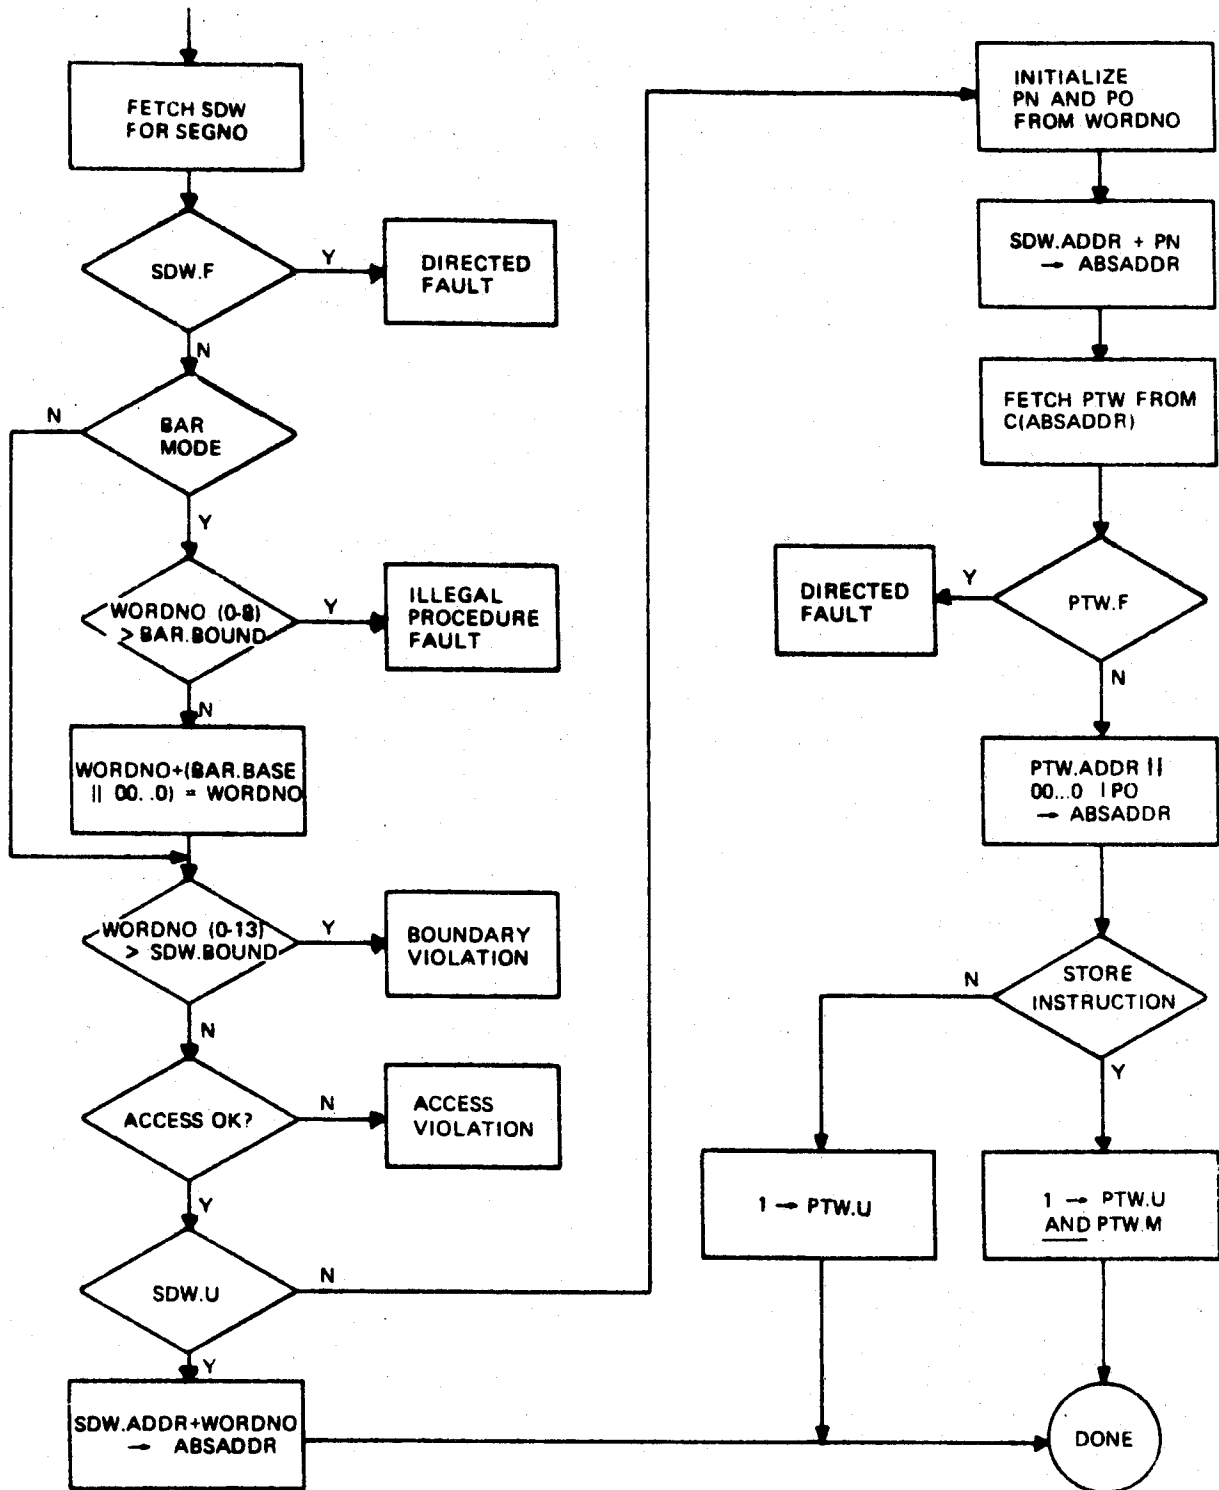 FETCH SDW
FOR SEGNO
SDW.F
Y
DIRECTED
FAULT
N
N
BAR
MODE
Y
WORDNO (0-8)
> BAR.BOUND
Y
ILLEGAL
PROCEDURE
FAULT
N
WORDNO+(BAR.BASE
|| 00..0) = WORDNO
WORDNO (0-13)
> SDW.BOUND
Y
BOUNDARY
VIOLATION
N
ACCESS OK?
N
ACCESS
VIOLATION
Y
SDW.U
N
Y
SDW.ADDR+WORDNO
→ ABSADDR
INITIALIZE
PN AND PO
FROM WORDNO
SDW.ADDR + PN
→ ABSADDR
FETCH PTW FROM
C(ABSADDR)
PTW.F
Y
DIRECTED
FAULT
N
PTW.ADDR ||
00...0 | PO
→ ABSADDR
STORE
INSTRUCTION
N
Y
1 → PTW.U
1 → PTW.U
AND PTW.M
DONE